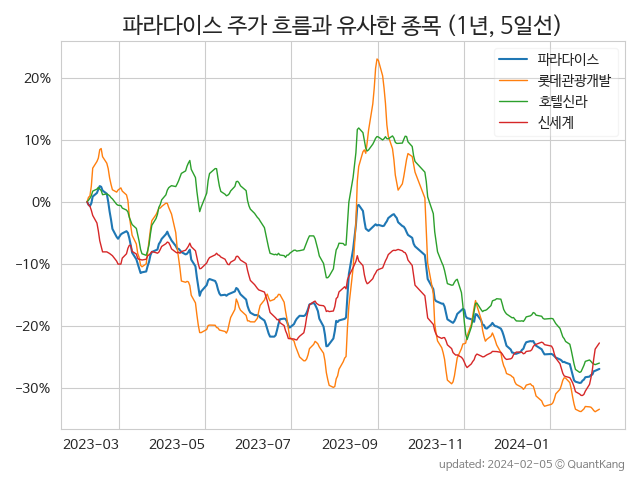 파라다이스 주가 흐름과 유사한 종목 (1년, 5일선)
파라다이스
롯데관광개발
호텔신라
신세계
20%
10%
0%
−10%
−20%
−30%
2023-03 2023-05 2023-07 2023-09 2023-11 2024-01
updated: 2024-02-05 © QuantKang